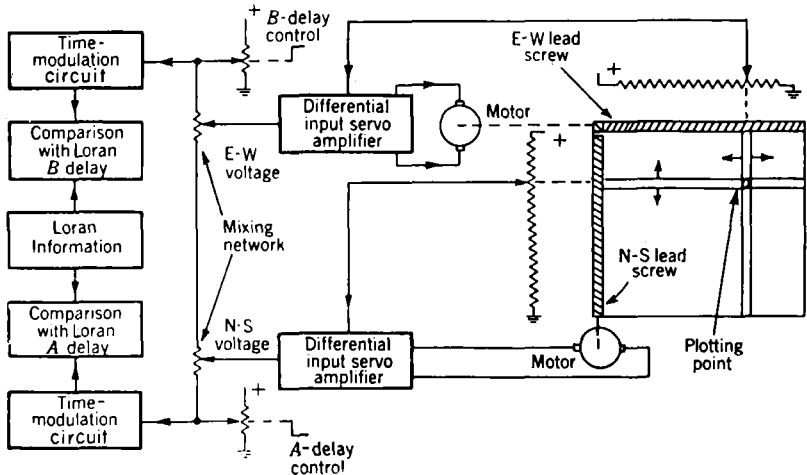 Time-
modulation
circuit
+
B-delay
control
Comparison
with Loran
B delay
Loran
Information
Comparison
with Loran
A delay
Time-
modulation
circuit
E-W
voltage
Mixing
network
N-S
voltage
+
A-delay
control
Differential
input servo
amplifier
Motor
+
E-W lead
screw
+
Differential
input servo
amplifier
Motor
N-S lead
screw
Plotting
point